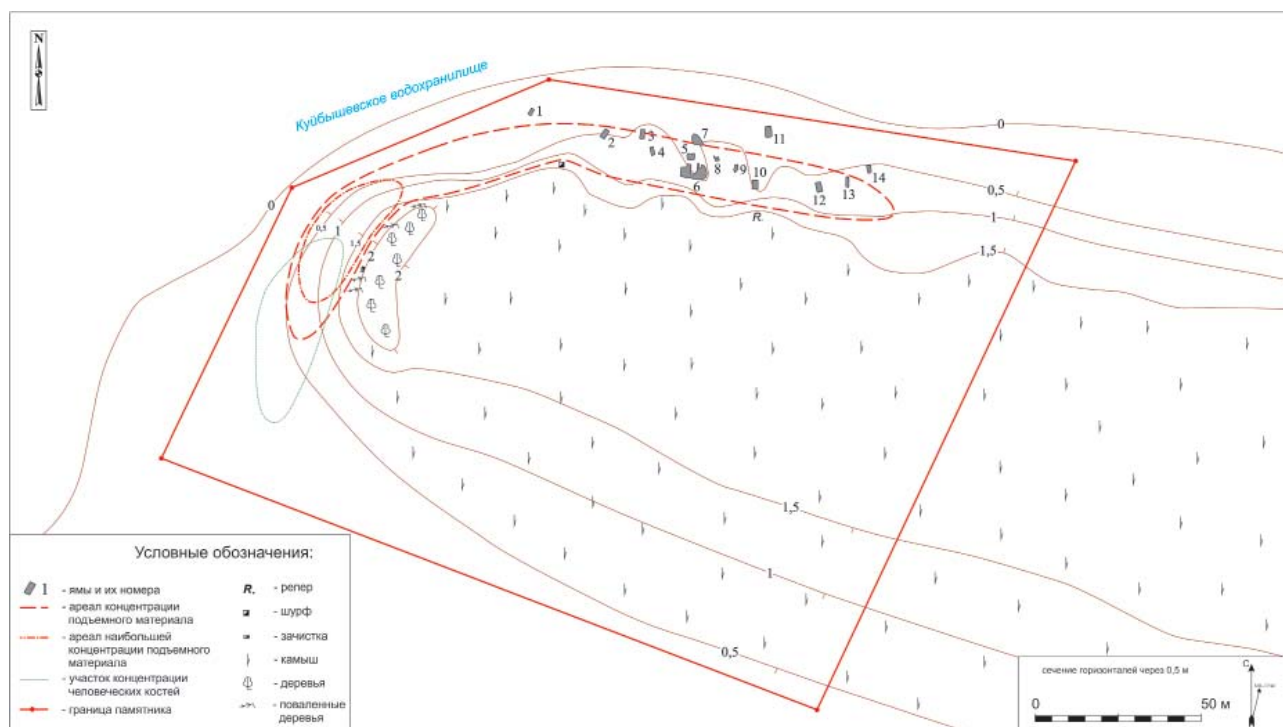 N
Куйбышевское водохранилище
0
1
2
3
4
5
6
7
8
9
10
11
12
13
14
0
0,5
1
1,5
R.
0
0,5
1
1,5
2
2
1,5
1
0,5
Условные обозначения:
1 - ямы и их номера
- ареал концентрации
подъемного материала
- ареал наибольшей
концентрации подъемного
материала
- участок концентрации
человеческих костей
- граница памятника
R. - репер
- шурф
- зачистка
- камыш
- деревья
- поваленные
деревья
сечение горизонталей через 0,5 м
С
0 50 м